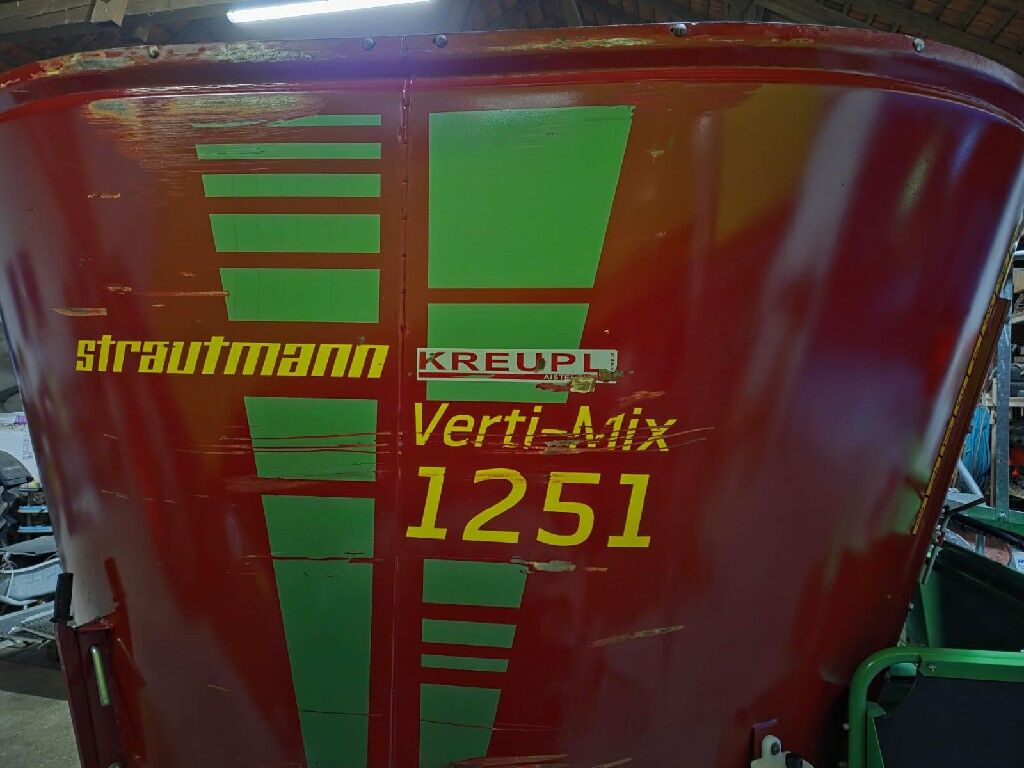 strautmann
KREUPL
Verti-Mix
1251